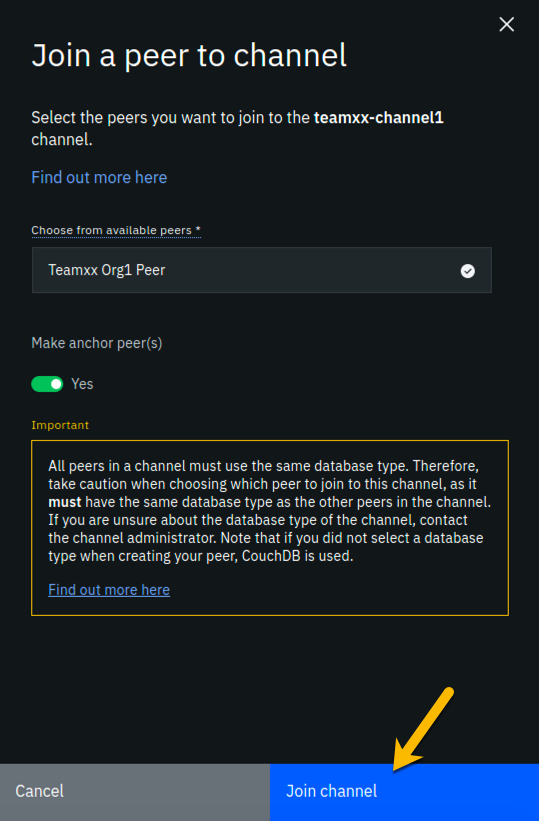 Join a peer to channel
Select the peers you want to join to the teamxx-channel1
channel.
Find out more here
Choose from available peers *
Teamxx Org1 Peer
Make anchor peer(s)
Yes
Important
All peers in a channel must use the same database type. Therefore,
take caution when choosing which peer to join to this channel, as it
must have the same database type as the other peers in the channel.
If you are unsure about the database type of the channel, contact
the channel administrator. Note that if you did not select a database
type when creating your peer, CouchDB is used.
Find out more here
Cancel
Join channel